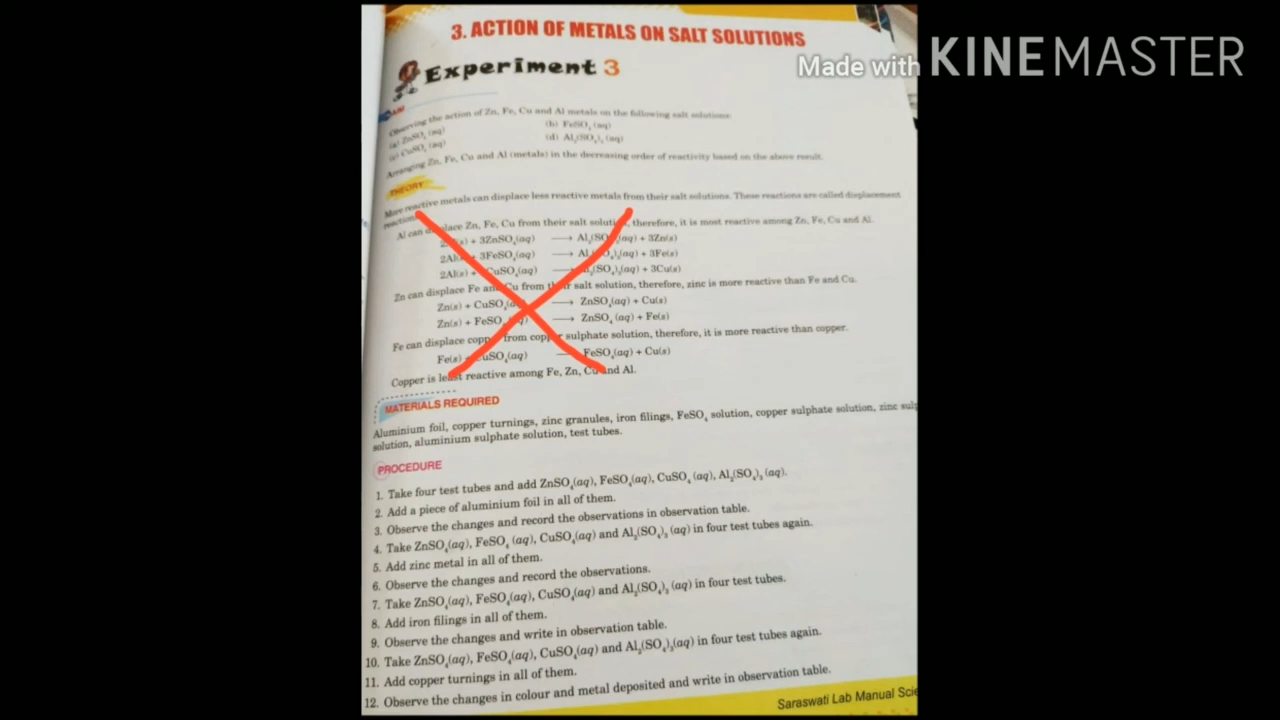 Made with KINEMASTER
3. ACTION OF METALS ON SALT SOLUTIONS
Experiment 3
AIM
Observing the action of Zn, Fe, Cu and Al metals on the following salt solutions:
(a) ZnSO₄ (aq) (b) FeSO₄ (aq)
(c) CuSO₄ (aq) (d) Al₂(SO₄)₃ (aq)
Arranging Zn, Fe, Cu and Al (metals) in the decreasing order of reactivity based on the above result.
THEORY
More reactive metals can displace less reactive metals from their salt solutions. These reactions are called displacement
reaction.
Al can displace Zn, Fe, Cu from their salt solution, therefore, it is most reactive among Zn, Fe, Cu and Al.
2Al(s) + 3ZnSO₄(aq) ⟶ Al₂(SO₄)₃(aq) + 3Zn(s)
2Al(s) + 3FeSO₄(aq) ⟶ Al₂(SO₄)₃(aq) + 3Fe(s)
2Al(s) + CuSO₄(aq) ⟶ Al₂(SO₄)₃(aq) + 3Cu(s)
Zn can displace Fe and Cu from their salt solution, therefore, zinc is more reactive than Fe and Cu.
Zn(s) + CuSO₄(aq) ⟶ ZnSO₄(aq) + Cu(s)
Zn(s) + FeSO₄(aq) ⟶ ZnSO₄ (aq) + Fe(s)
Fe can displace copper from copper sulphate solution, therefore, it is more reactive than copper.
Fe(s) + CuSO₄(aq) ⟶ FeSO₄(aq) + Cu(s)
Copper is least reactive among Fe, Zn, Cu and Al.
MATERIALS REQUIRED
Aluminium foil, copper turnings, zinc granules, iron filings, FeSO₄ solution, copper sulphate solution, zinc sulp
solution, aluminium sulphate solution, test tubes.
PROCEDURE
1. Take four test tubes and add ZnSO₄(aq), FeSO₄(aq), CuSO₄ (aq), Al₂(SO₄)₃ (aq).
2. Add a piece of aluminium foil in all of them.
3. Observe the changes and record the observations in observation table.
4. Take ZnSO₄(aq), FeSO₄ (aq), CuSO₄(aq) and Al₂(SO₄)₃ (aq) in four test tubes again.
5. Add zinc metal in all of them.
6. Observe the changes and record the observations.
7. Take ZnSO₄(aq), FeSO₄(aq), CuSO₄(aq) and Al₂(SO₄)₃ (aq) in four test tubes.
8. Add iron filings in all of them.
9. Observe the changes and write in observation table.
10. Take ZnSO₄(aq), FeSO₄(aq), CuSO₄(aq) and Al₂(SO₄)₃(aq) in four test tubes again.
11. Add copper turnings in all of them.
12. Observe the changes in colour and metal deposited and write in observation table.
Saraswati Lab Manual Scie